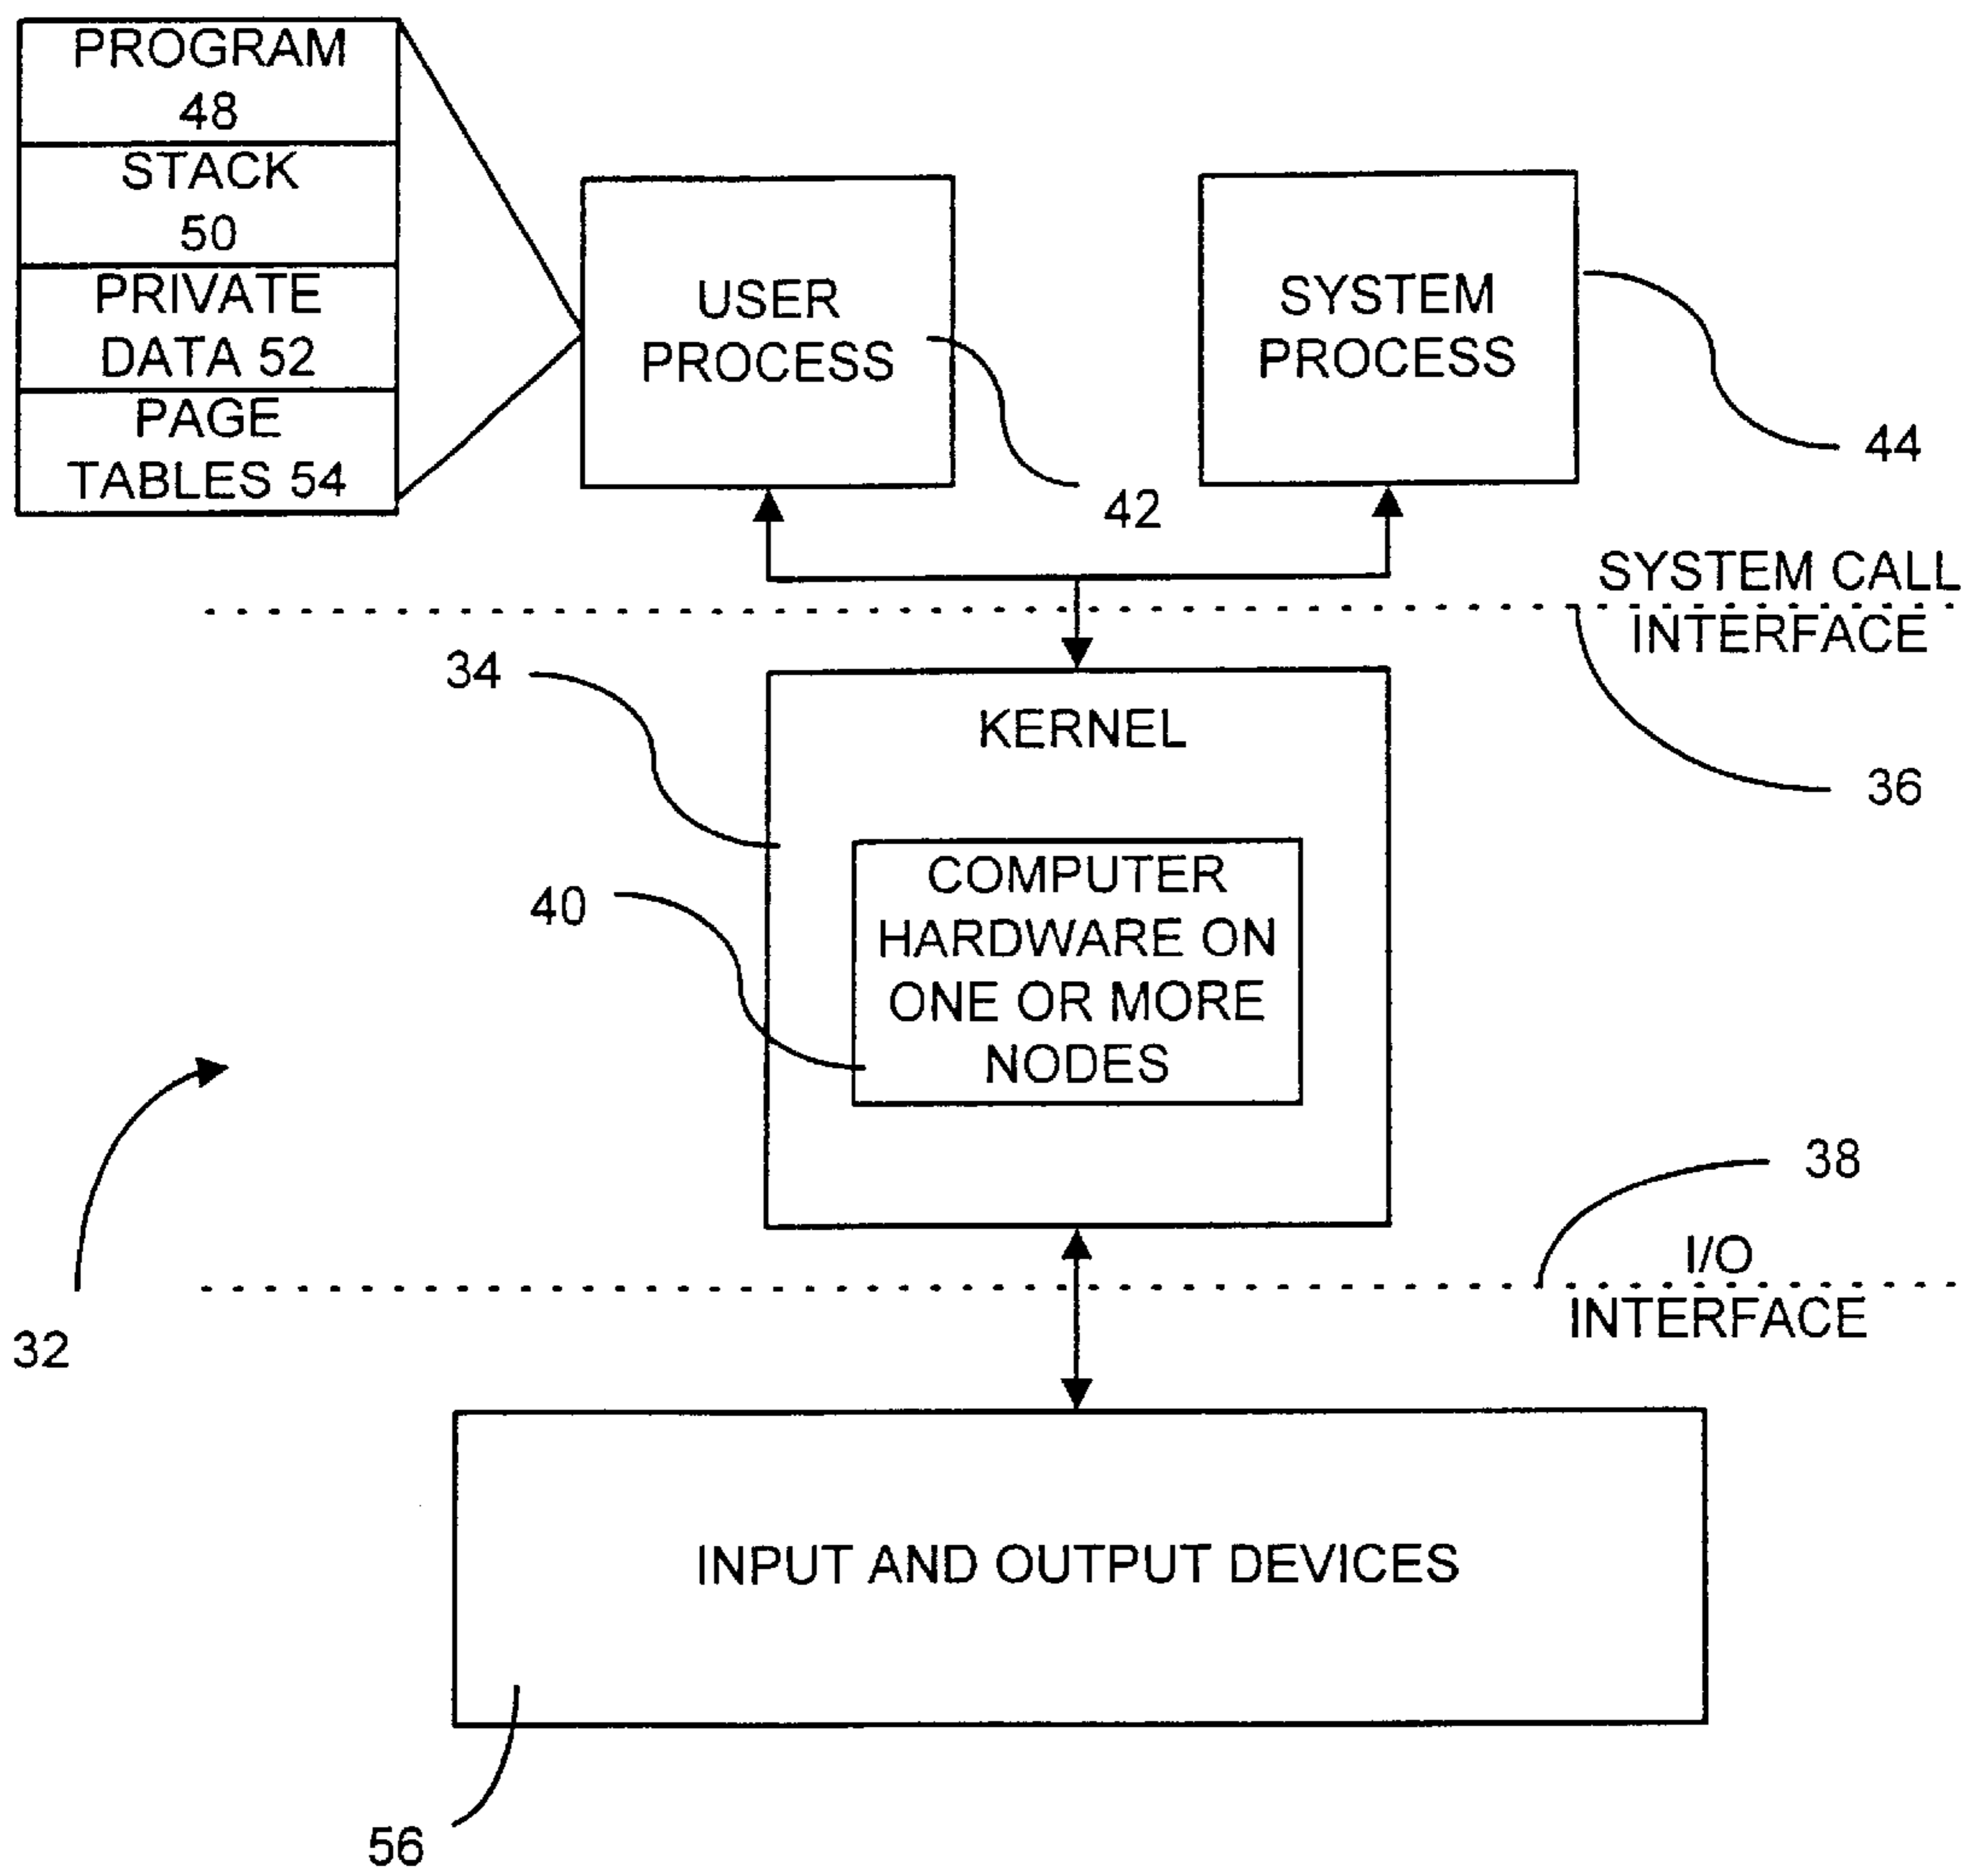 PROGRAM
48
STACK
50
PRIVATE
DATA 52
PAGE
TABLES 54
USER
PROCESS
42
SYSTEM
PROCESS
44
SYSTEM CALL
INTERFACE
36
34
KERNEL
40
COMPUTER
HARDWARE ON
ONE OR MORE
NODES
38
I/O
INTERFACE
32
INPUT AND OUTPUT DEVICES
56